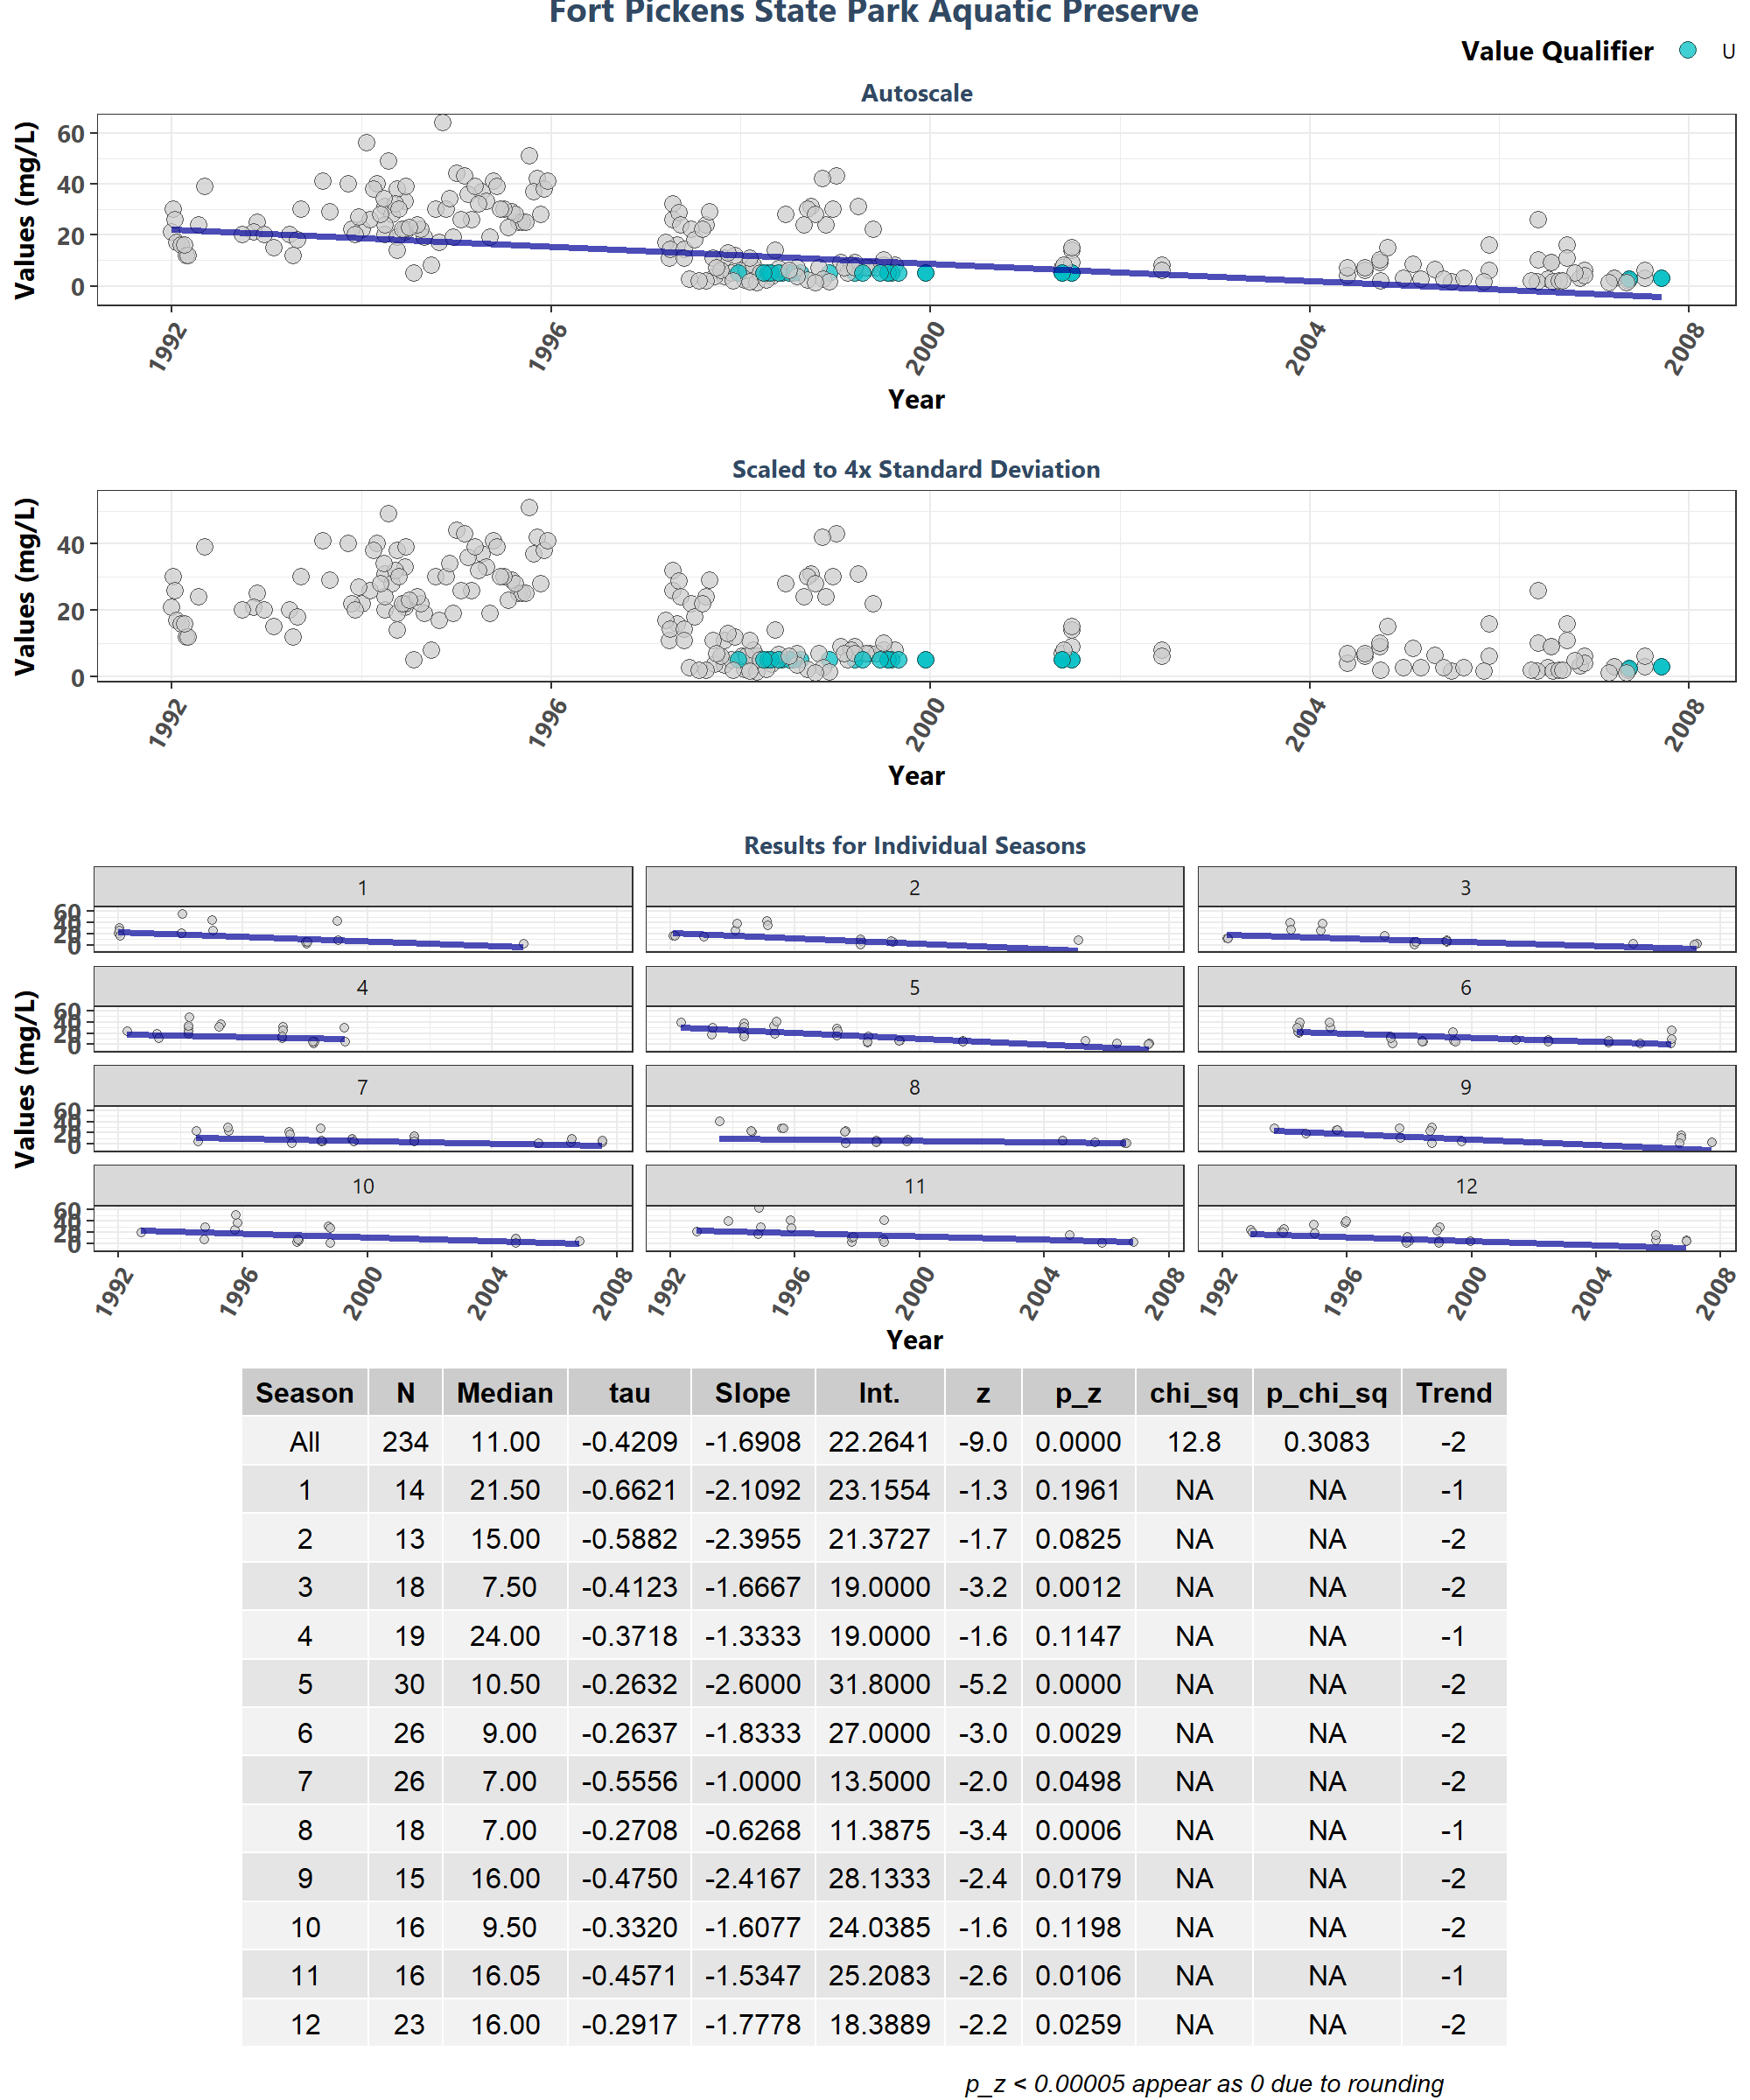 Fort Pickens State Park Aquatic Preserve
Value Qualifier U
Autoscale
Values (mg/L)
60
40
20
0
1992 1996 2000 2004 2008
Year
Scaled to 4x Standard Deviation
Values (mg/L)
40
20
0
1992 1996 2000 2004 2008
Year
Results for Individual Seasons
Values (mg/L)
1 2 3
60
40
20
0
4 5 6
60
40
20
0
7 8 9
60
40
20
0
10 11 12
60
40
20
0
1992 1996 2000 2004 2008 1992 1996 2000 2004 2008 1992 1996 2000 2004 2008
Year
Season N Median tau Slope Int. z p_z chi_sq p_chi_sq Trend
All 234 11.00 -0.4209 -1.6908 22.2641 -9.0 0.0000 12.8 0.3083 -2
1 14 21.50 -0.6621 -2.1092 23.1554 -1.3 0.1961 NA NA -1
2 13 15.00 -0.5882 -2.3955 21.3727 -1.7 0.0825 NA NA -2
3 18 7.50 -0.4123 -1.6667 19.0000 -3.2 0.0012 NA NA -2
4 19 24.00 -0.3718 -1.3333 19.0000 -1.6 0.1147 NA NA -1
5 30 10.50 -0.2632 -2.6000 31.8000 -5.2 0.0000 NA NA -2
6 26 9.00 -0.2637 -1.8333 27.0000 -3.0 0.0029 NA NA -2
7 26 7.00 -0.5556 -1.0000 13.5000 -2.0 0.0498 NA NA -2
8 18 7.00 -0.2708 -0.6268 11.3875 -3.4 0.0006 NA NA -1
9 15 16.00 -0.4750 -2.4167 28.1333 -2.4 0.0179 NA NA -2
10 16 9.50 -0.3320 -1.6077 24.0385 -1.6 0.1198 NA NA -2
11 16 16.05 -0.4571 -1.5347 25.2083 -2.6 0.0106 NA NA -1
12 23 16.00 -0.2917 -1.7778 18.3889 -2.2 0.0259 NA NA -2
p_z < 0.00005 appear as 0 due to rounding